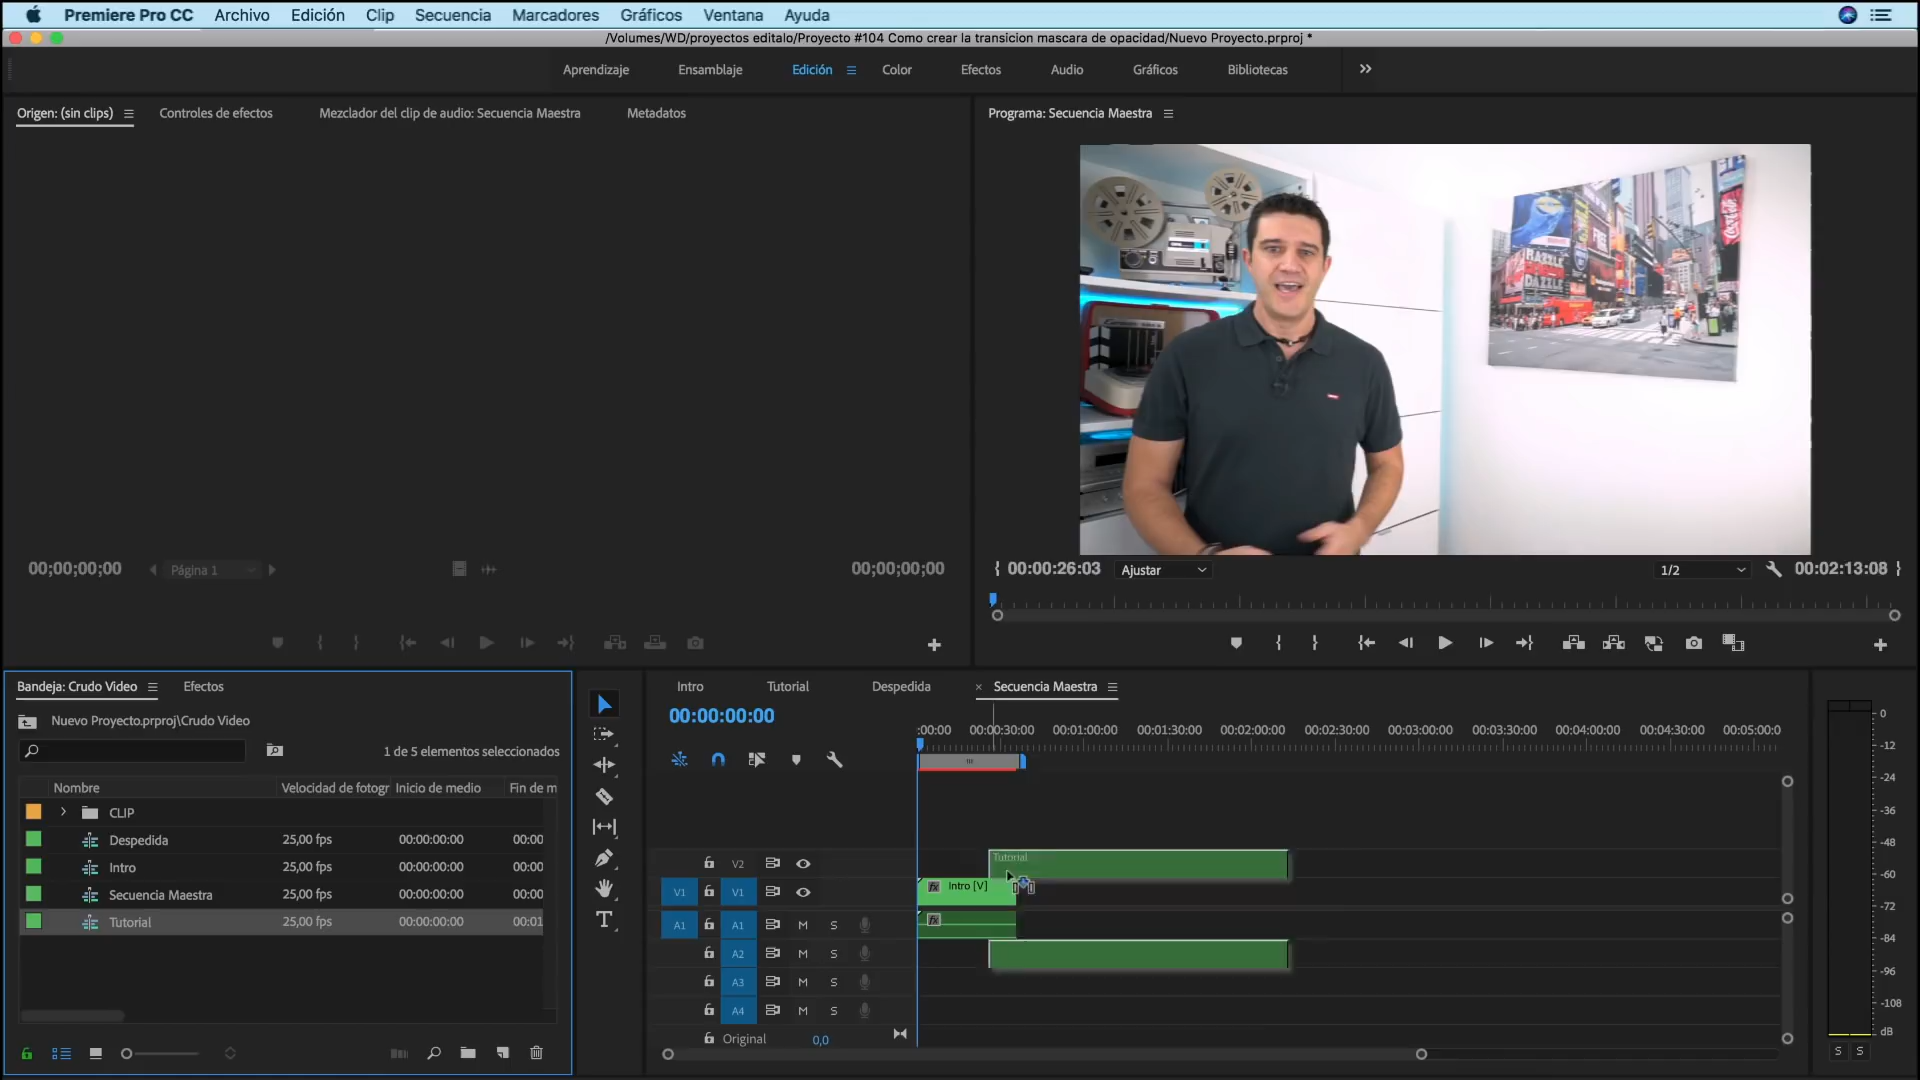 Premiere Pro CC Archivo Edición Clip Secuencia Marcadores Gráficos Ventana Ayuda
/Volumes/WD/proyectos editalo/Proyecto #104 Como crear la transicion mascara de opacidad/Nuevo Proyecto.prproj *
Aprendizaje Ensamblaje Edición Color Efectos Audio Gráficos Bibliotecas
Origen: (sin clips) Controles de efectos Mezclador del clip de audio: Secuencia Maestra Metadatos
Programa: Secuencia Maestra
FREE
RAZZLE
DAZZLE
Coca-Cola
00;00;00;00 Página 1 00;00;00;00
00:00:26:03 Ajustar 1/2 00:02:13:08
Bandeja: Crudo Video Efectos
Nuevo Proyecto.prproj\Crudo Video
1 de 5 elementos seleccionados
Nombre Velocidad de fotogr Inicio de medio Fin de m
CLIP
Despedida 25,00 fps 00:00:00:00 00:00
Intro 25,00 fps 00:00:00:00 00:00
Secuencia Maestra 25,00 fps 00:00:00:00 00:00
Tutorial 25,00 fps 00:00:00:00 00:01
Intro Tutorial Despedida × Secuencia Maestra
00:00:00:00
:00:00 00:00:30:00 00:01:00:00 00:01:30:00 00:02:00:00 00:02:30:00 00:03:00:00 00:03:30:00 00:04:00:00 00:04:30:00 00:05:00:0
V2 Tutorial
V1 V1 fx Intro [V]
A1 A1 M S fx
A2 M S
A3 M S
A4 M S
Original 0,0
0
-12
-24
-36
-48
-60
-72
-84
-96
-108
dB
S S